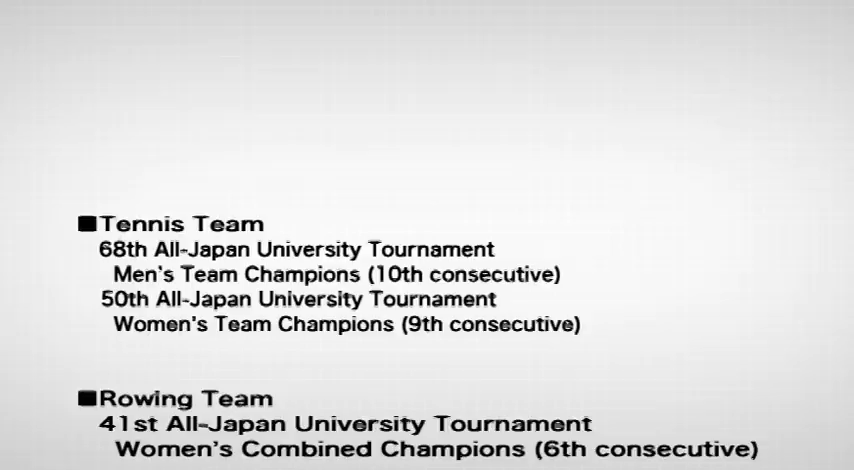 ■Tennis Team
68th All-Japan University Tournament
Men's Team Champions (10th consecutive)
50th All-Japan University Tournament
Women's Team Champions (9th consecutive)
■Rowing Team
41st All-Japan University Tournament
Women's Combined Champions (6th consecutive)